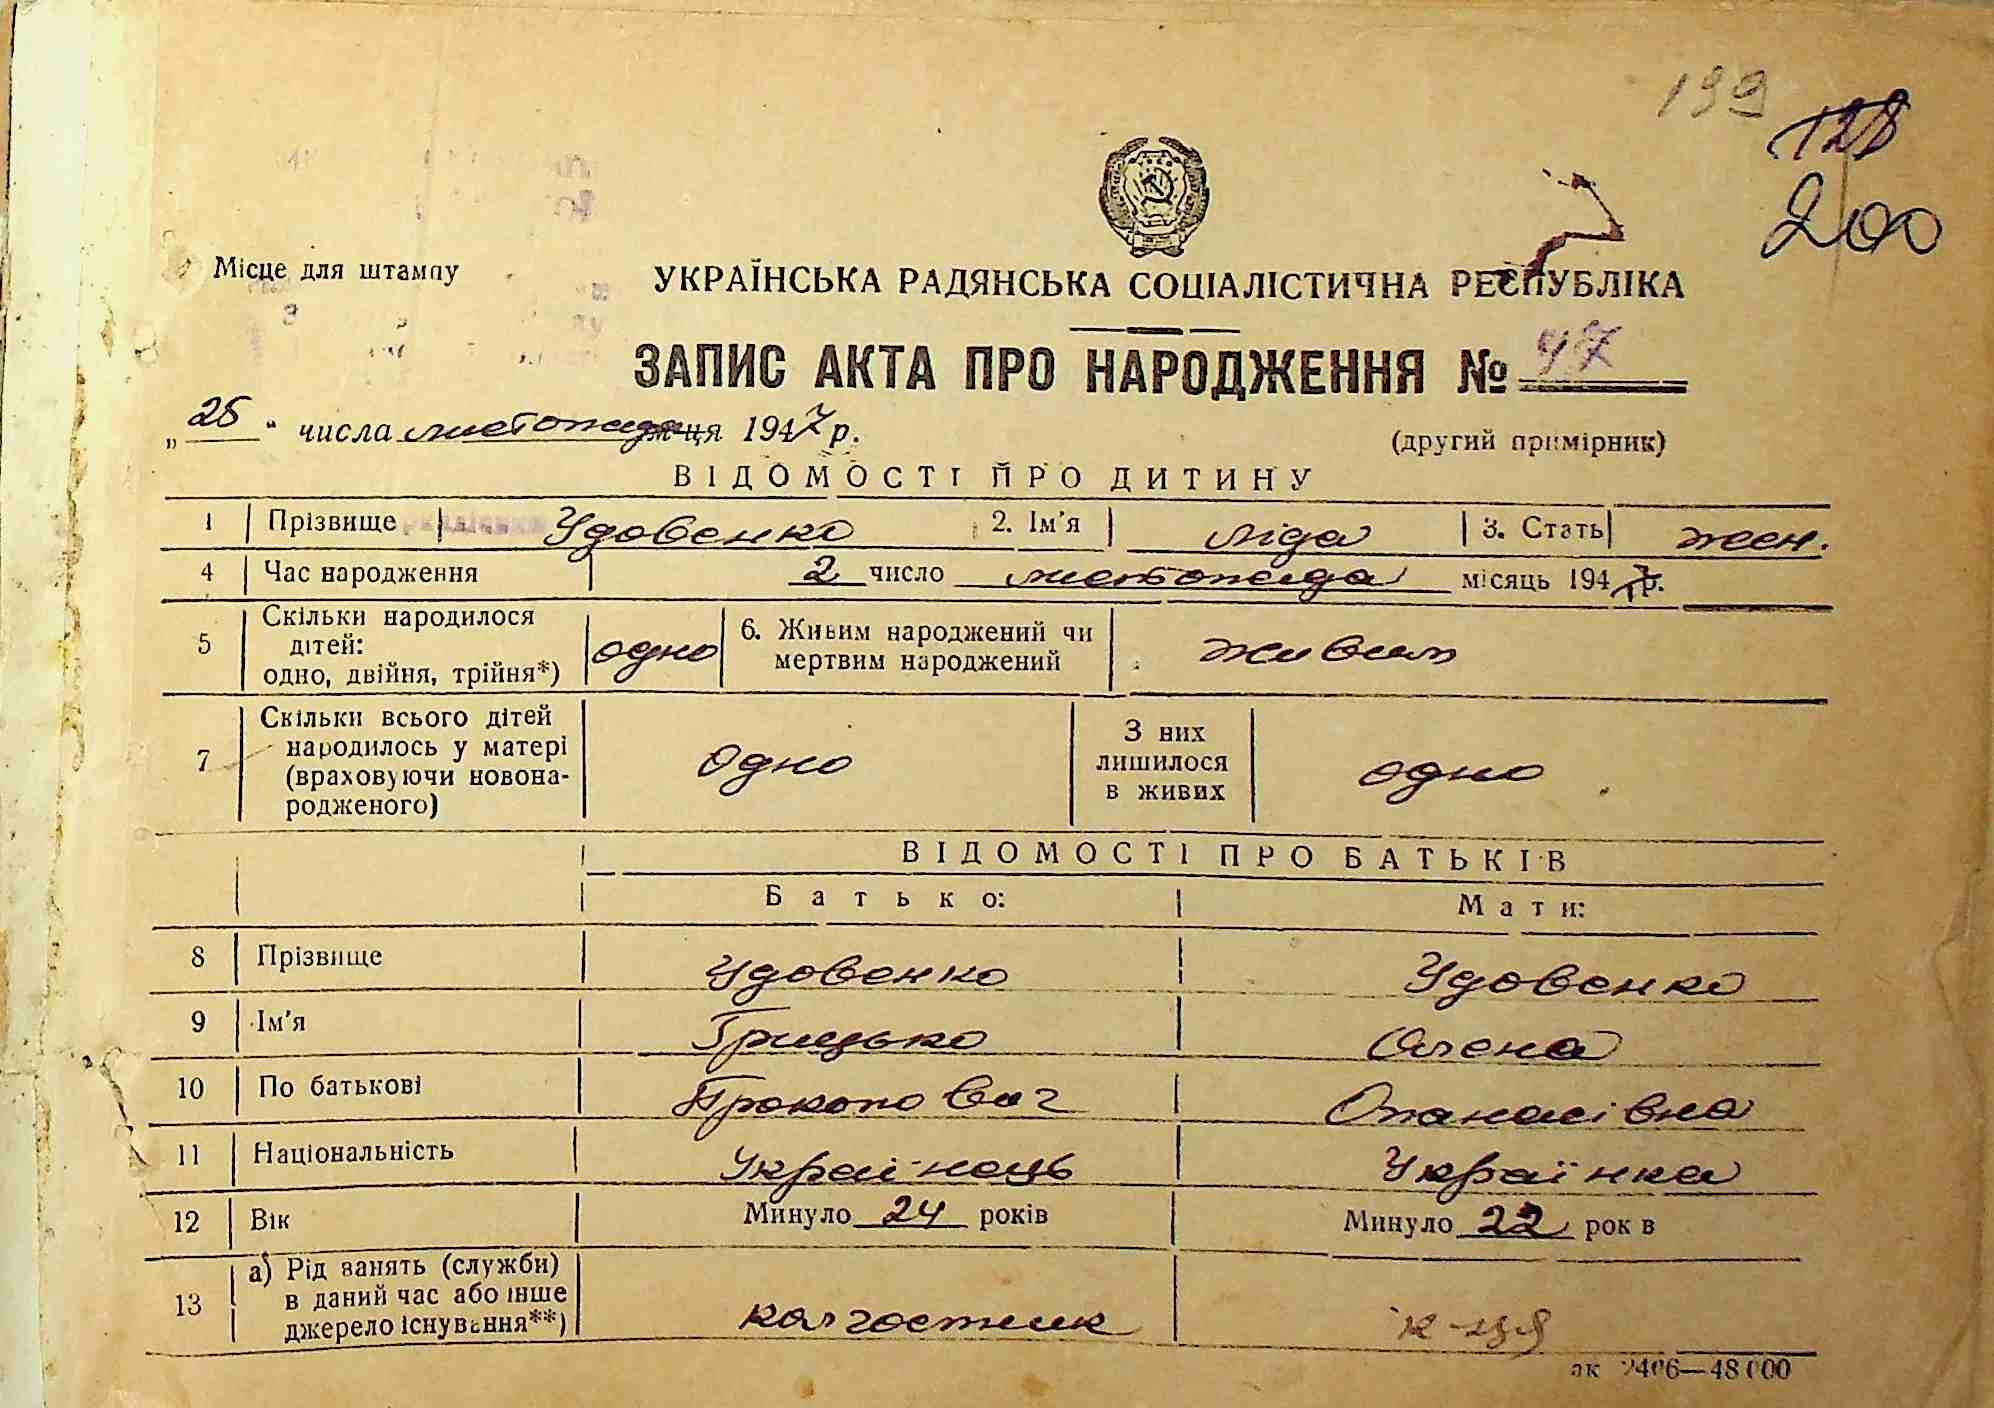 199
128
200
Місце для штампу
УКРАЇНСЬКА РАДЯНСЬКА СОЦІАЛІСТИЧНА РЕСПУБЛІКА
ЗАПИС АКТА ПРО НАРОДЖЕННЯ № 47
„ 25 “ числа листопада м-ця 1947 р.
(другий примірник)
ВІДОМОСТІ ПРО ДИТИНУ
1 Прізвище Удовенко 2. Ім'я Ліда 3. Стать жен.
4 Час народження 2 число листопада місяць 1947 р.
5 Скільки народилося дітей: одно, двійня, трійня*) одно 6. Живим народжений чи мертвим народжений живим
7 Скільки всього дітей народилось у матері (враховуючи новонародженого) Одно З них лишилося в живих одно
ВІДОМОСТІ ПРО БАТЬКІВ
Батько: Мати:
8 Прізвище Удовенко Удовенко
9 Ім'я Грицько Олена
10 По батькові Прокопович Опанасівна
11 Національність Українець Українка
12 Вік Минуло 24 років Минуло 22 рок в
13 а) Рід занять (служби) в даний час або інше джерело існування**) колгостник к-ця